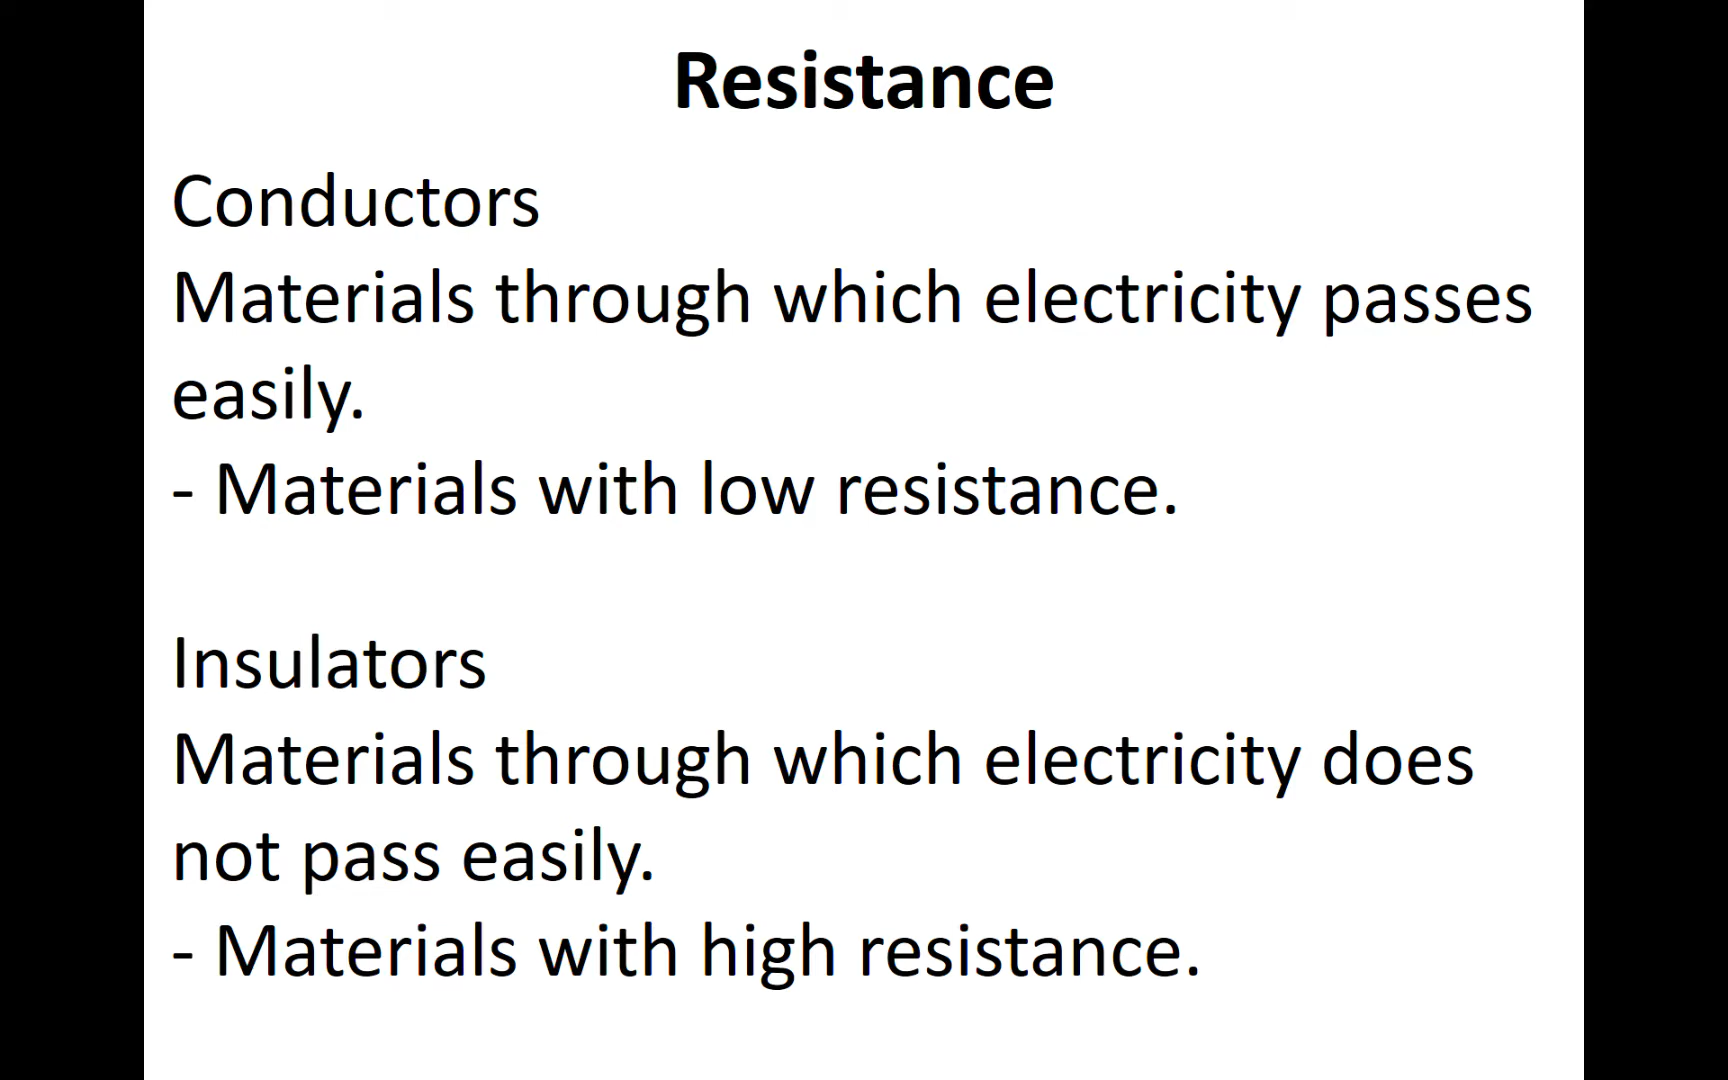 Resistance
Conductors
Materials through which electricity passes
easily.
- Materials with low resistance.
Insulators
Materials through which electricity does
not pass easily.
- Materials with high resistance.